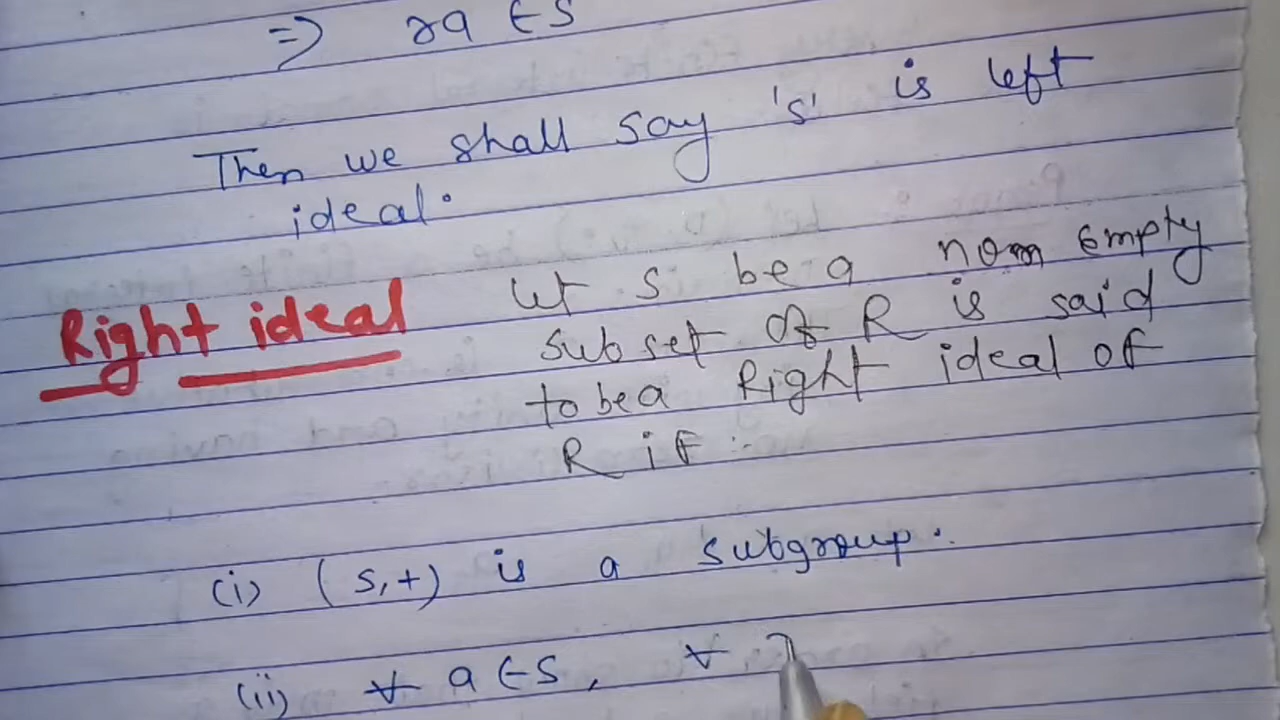 ⇒ ra ∈ S
Then we shall say 's' is left
ideal.
Right ideal Let S be a non empty
subset of R is said
to be a Right ideal of
R if :-
(i) (S,+) is a subgroup.
(ii) ∀ a ∈ S, ∀